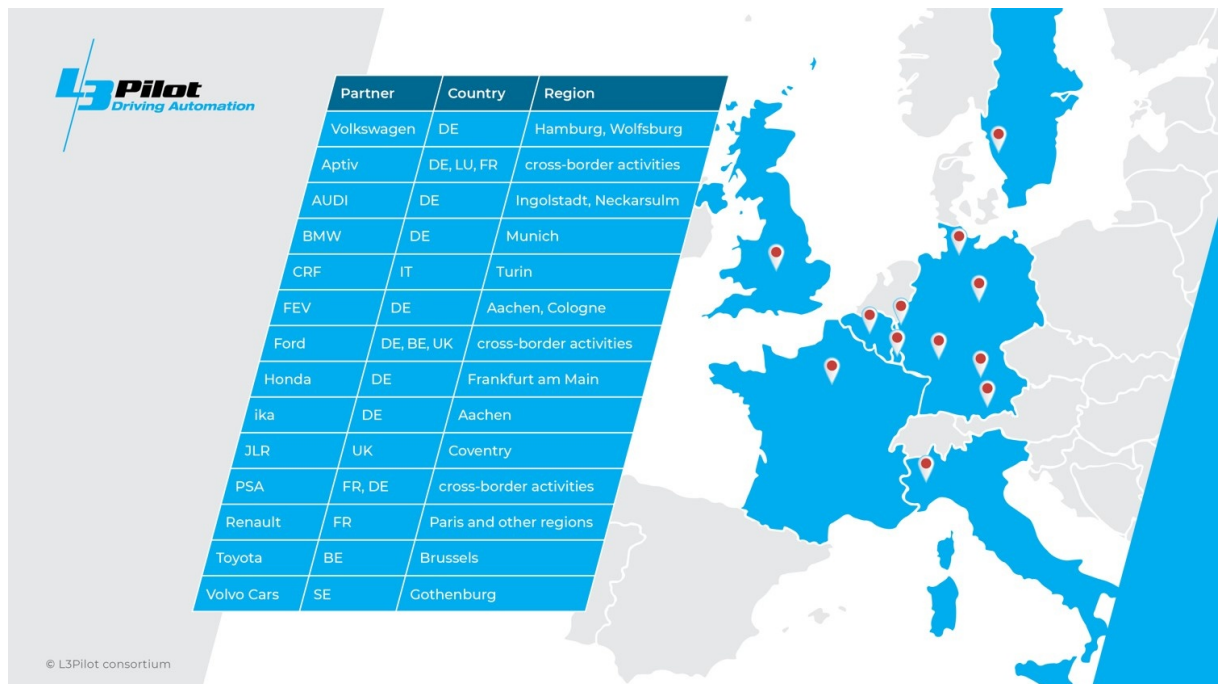 L3Pilot
Driving Automation
Partner Country Region
Volkswagen DE Hamburg, Wolfsburg
Aptiv DE, LU, FR cross-border activities
AUDI DE Ingolstadt, Neckarsulm
BMW DE Munich
CRF IT Turin
FEV DE Aachen, Cologne
Ford DE, BE, UK cross-border activities
Honda DE Frankfurt am Main
ika DE Aachen
JLR UK Coventry
PSA FR, DE cross-border activities
Renault FR Paris and other regions
Toyota BE Brussels
Volvo Cars SE Gothenburg
© L3Pilot consortium